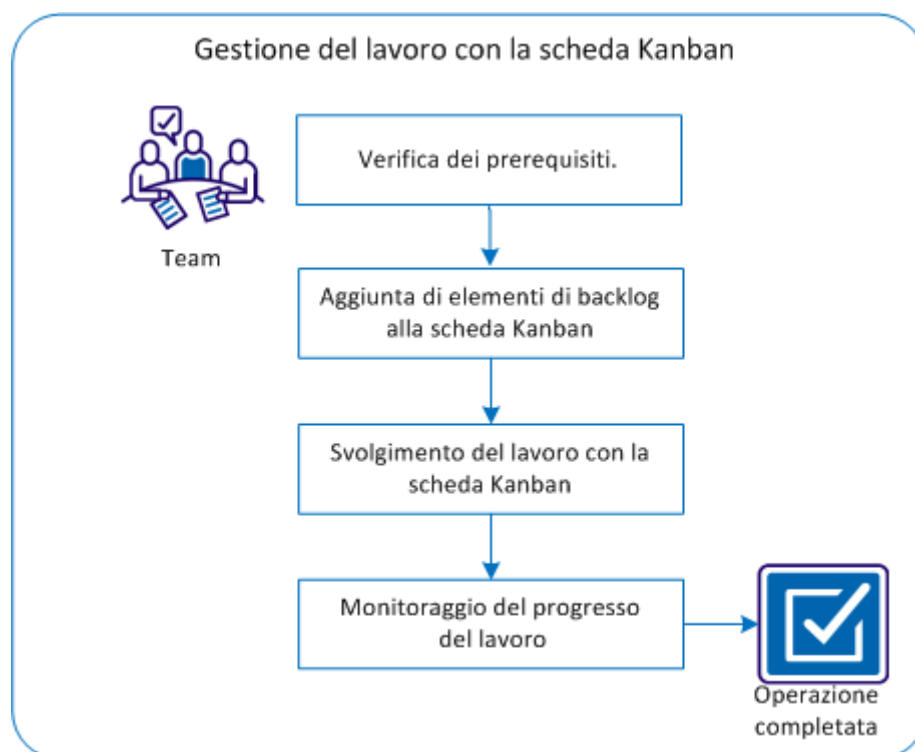 Gestione del lavoro con la scheda Kanban
Verifica dei prerequisiti.
Team
Aggiunta di elementi di backlog
alla scheda Kanban
Svolgimento del lavoro con la
scheda Kanban
Monitoraggio del progresso
del lavoro
Operazione
completata